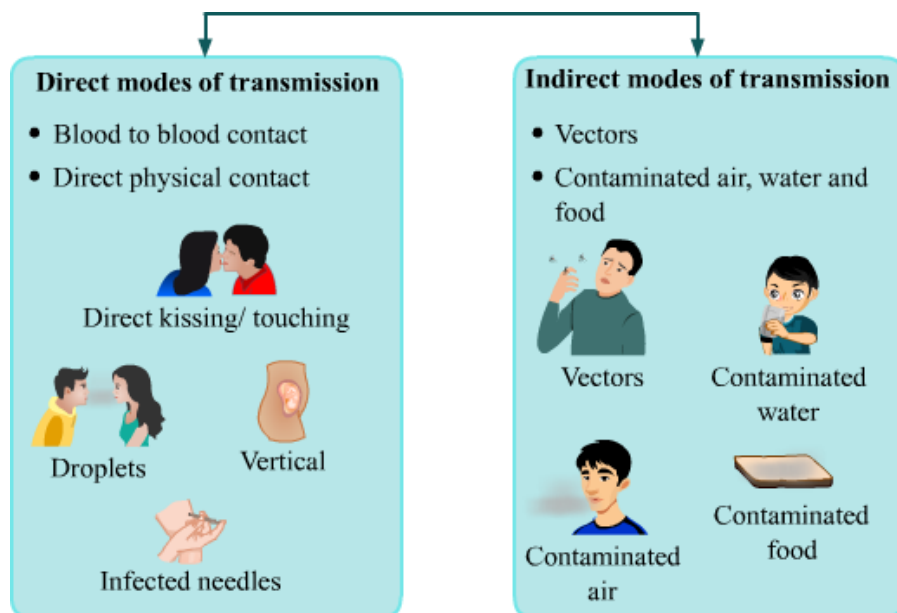 Direct modes of transmission
• Blood to blood contact
• Direct physical contact
Direct kissing/ touching
Droplets
Vertical
Infected needles
Indirect modes of transmission
• Vectors
• Contaminated air, water and
food
Vectors
Contaminated
water
Contaminated
air
Contaminated
food